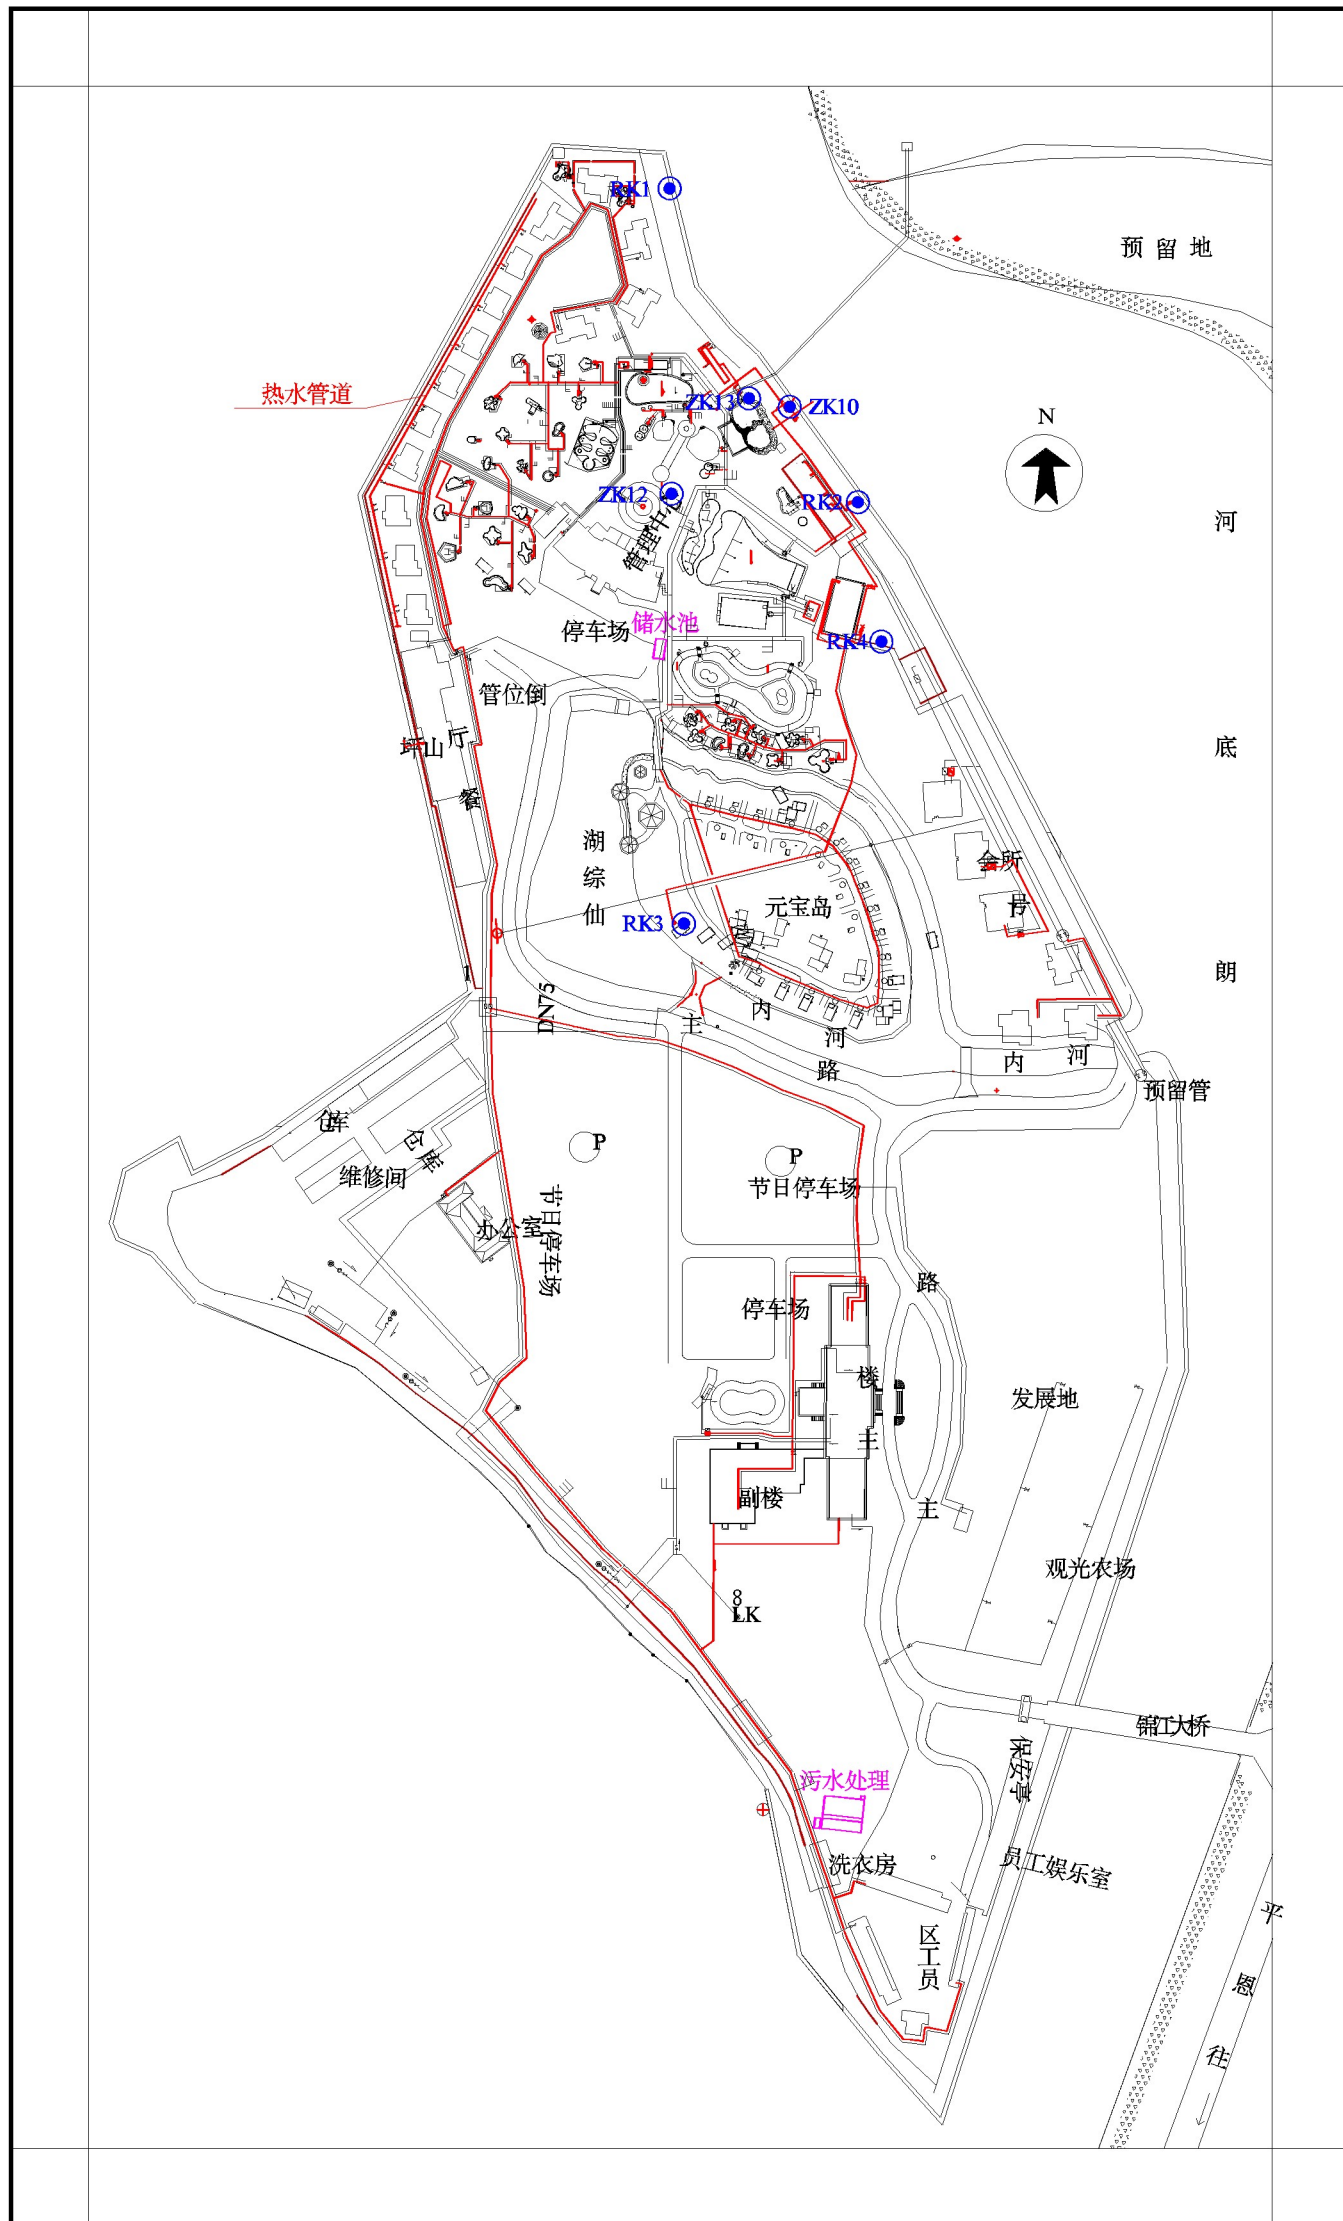 RK1
预留地
热水管道
ZK13
ZK10
N
ZK12
RK2
河
管理中心
储水池
停车场
RK4
管位倒
坪山
厅
底
餐
湖
综
仙
会所
元宝岛
RK3
朗
1
DN75
主
内
河
路
内
河
预留管
仓库
仓库
维修间
P
P
节日停车场
节日停车场
办公室
路
停车场
楼
发展地
主
副楼
主
观光农场
8
LK
锦江大桥
保安亭
污水处理
洗衣房
员工娱乐室
区工员
平
恩
往